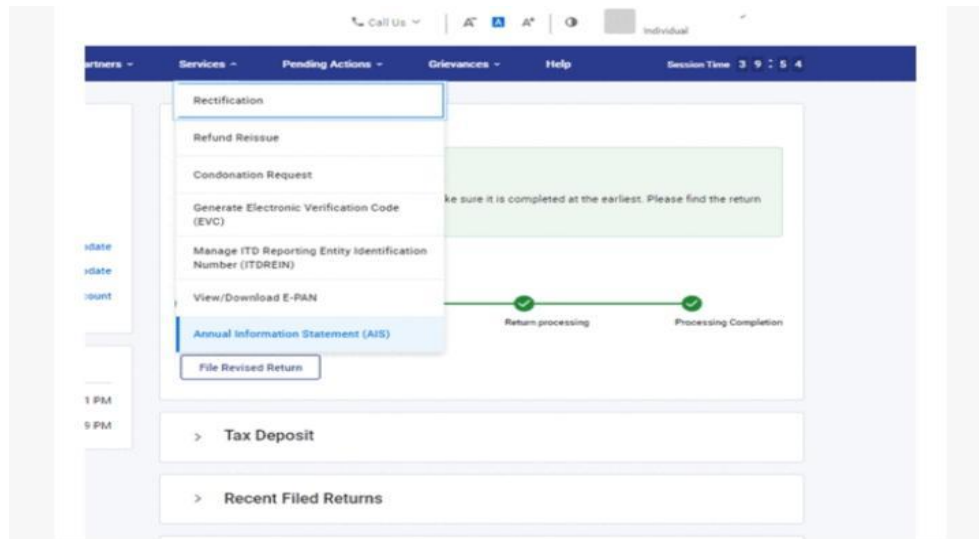 Call Us
A- A A+
Individual
artners Services Pending Actions Grievances Help Session Time 3 9 : 5 4
Rectification
Refund Reissue
Condonation Request
Generate Electronic Verification Code
(EVC)
ke sure it is completed at the earliest. Please find the return
Manage ITD Reporting Entity Identification
Number (ITDREIN)
pdate
pdate
View/Download E-PAN
count
Annual Information Statement (AIS)
Return processing
Processing Completion
File Revised Return
1 PM
9 PM
> Tax Deposit
> Recent Filed Returns